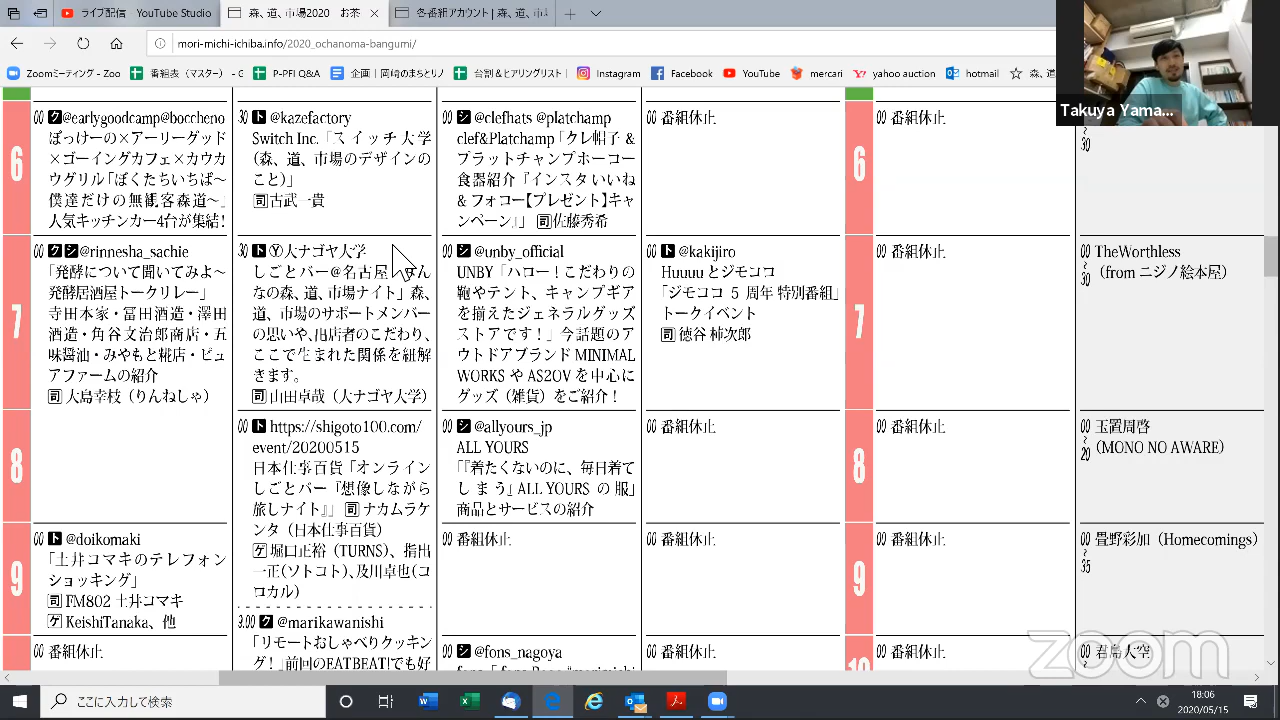 YouTube ライブ配信
YouTube Studio
森、道、市場2020 お茶
各番組アカウント | 森、道、市
mori-michi-ichiba.info/2020_ochanoma-bangumi/
Zoomミーティング - Zoo
番組表（マスター） - G
P-PFI Q&A
Instagram
Facebook
YouTube
mercari
yahoo auction
hotmail
Takuya Yama...
6
00 ク@earlygoodcamp@boccheno
ぼっけーの×アーリーグッド
×ゴーイングカフェ×カウカ
ウグリル「ぼくたちいちば～
僕達だけの無観客森道～」
人気キッチンカー4台が集結!
30 ト @kazefactory
Switch Inc.「スイッチ大学
（森、道、市場のデザインの
こと）」
司古武一貴
00 シ @clefhats @platchamp
clef&Platchamp「クレ帽子 &
プラットチャンプホーロー
食器紹介『インスタいいね
& フォロー【プレゼント】キャ
ンペーン』」 司佐藤秀希
00 番組休止
6
00 番組休止
～
30
7
00 クシ@rinnesha_sachie
「発酵について聞いてみよ～
発酵居酒屋トークリレー」
寺田本家・冨田酒造・澤田
酒造・角谷文治郎商店・五
味醤油・みやもと糀店・ピュ
アファームの紹介
司 大島幸枝（りんねしゃ）
30 ト Ⓨ大ナゴヤ大学
しごとバー@名古屋「みん
なの森、道、市場ナイト」森、
道、市場のサポートメンバー
の思いや、出店者のこだわり、
ここで生まれた関係を紐解
きます。
司 山田卓哉（大ナゴヤ大学）
00 シ @unby_official
UNBY「ハロー！こだわりの
鞄やテント、キャンプギア
を揃えたジェネラルグッズ
ストアです！」今話題のア
ウトドアブランド MINIMAL
WORKS や AS2OV を中心に
グッズ（雑貨）をご紹介！
00 ト @kakijiro
Huuuu とジモコロ
「ジモコロ 5 周年 特別番組」
トークイベント
司 徳谷 柿次郎
7
00 番組休止
00 TheWorthless
～（from ニジノ絵本屋）
30
8
00 ト https://shigoto100.com/
event/20200515
日本仕事百貨「オンライン
しごとバー『想像しながら
旅しナイト』」 司 ナカムラケ
ンタ（日本仕事百貨）
ゲ 堀口正裕（TURNS）、指出
一正(ソトコト)、及川卓也(コ
ロカル）
00 シ @allyours_jp
ALL YOURS
「『着たくないのに、毎日着て
しまう』ALL YOURS の服」
商品とサービスの紹介
00 番組休止
8
00 番組休止
00 玉置周啓
～（MONO NO AWARE）
20
9
00 ト @doikomaki
「土井コマキのテレフォン
ショッキング」
司 FM802 土井コマキ
ゲ KeishiTanaka、他
9.00 ク @marikawanishi
「リモートおしゃべりクッキン
グ！」前回のEATBEAT!でも好
00 番組休止
00 番組休止
9
00 番組休止
00 畳野彩加（Homecomings）
～
35
00 番組休止
00 シ @fons_nagoya
00 番組休止
10
00 番組休止
00 君島大空
zoom
ここに入力して検索
18:06
2020/05/15